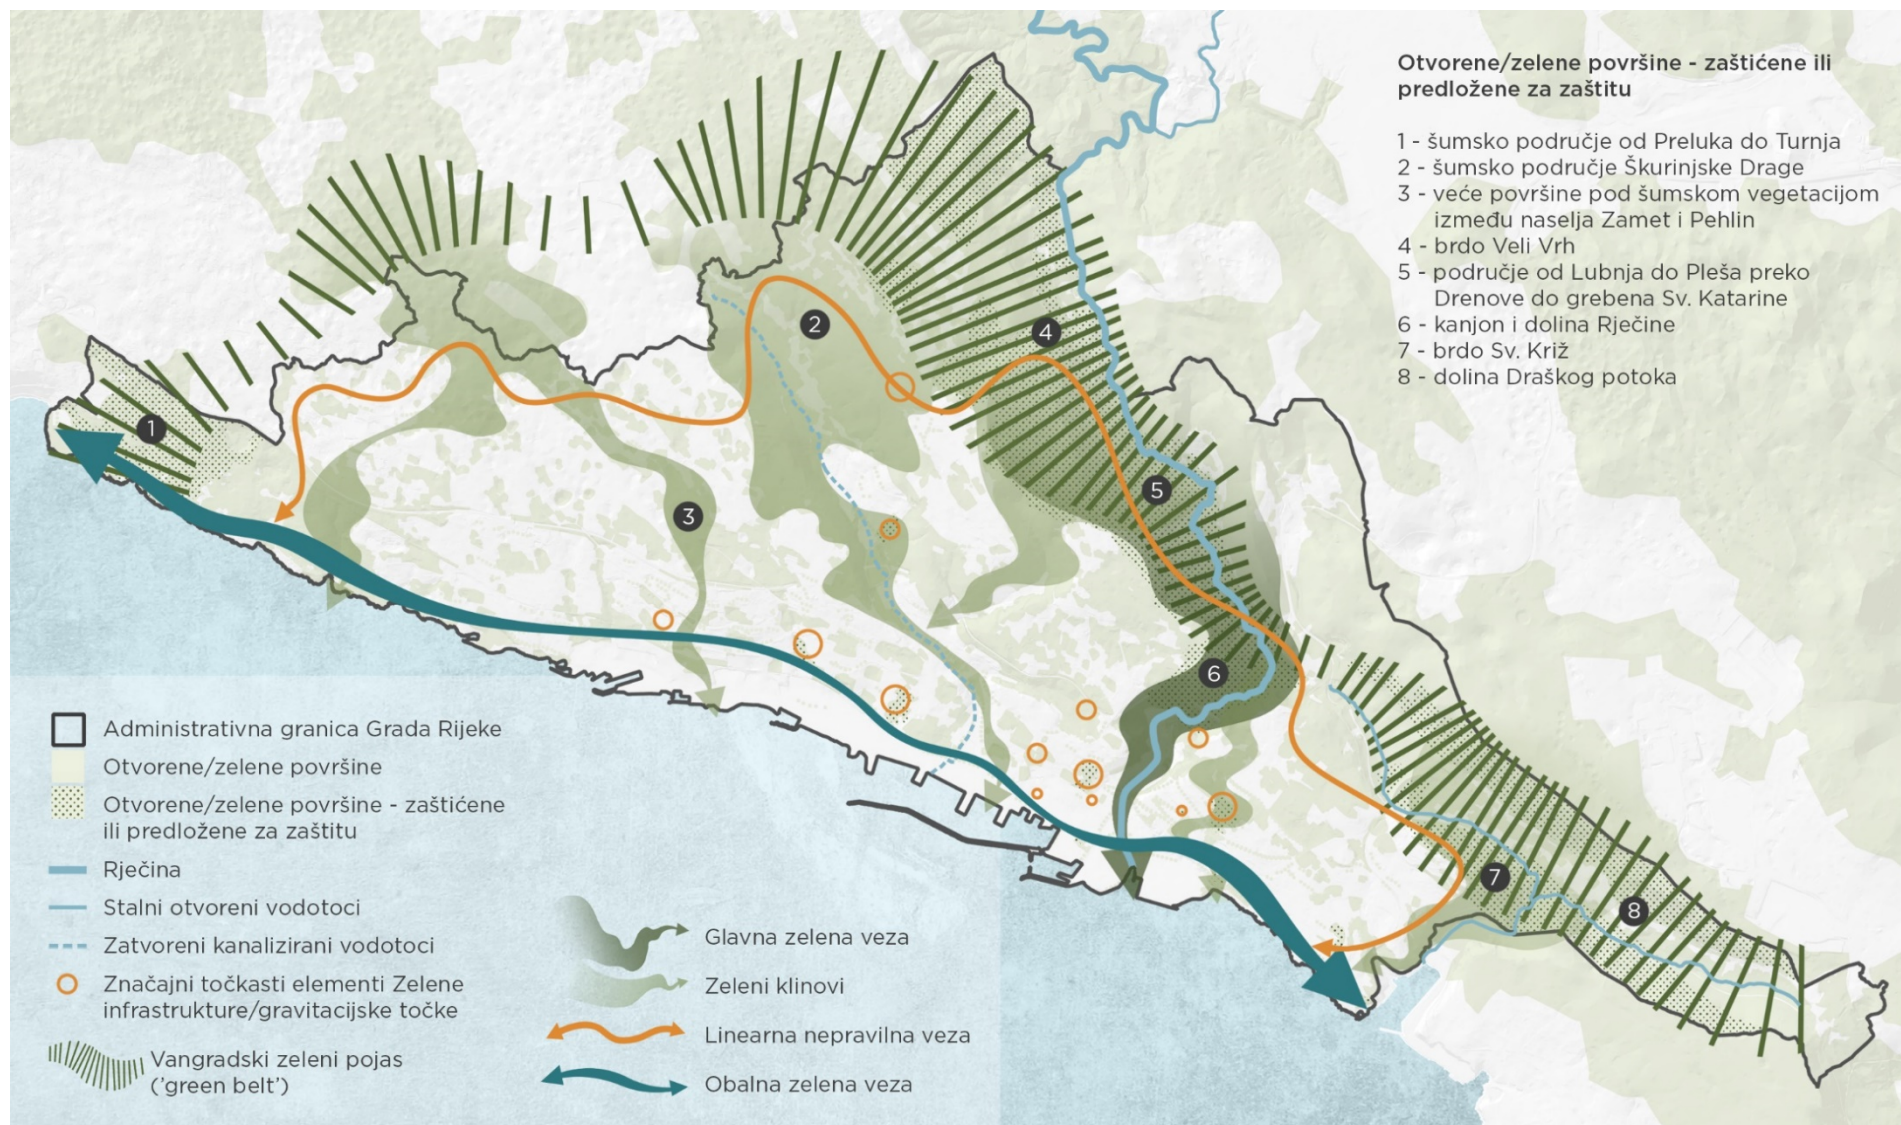 Otvorene/zelene površine - zaštićene ili
predložene za zaštitu
1 - šumsko područje od Preluka do Turnja
2 - šumsko područje Škurinjske Drage
3 - veće površine pod šumskom vegetacijom
između naselja Zamet i Pehlin
4 - brdo Veli Vrh
5 - područje od Lubnja do Pleša preko
Drenove do grebena Sv. Katarine
6 - kanjon i dolina Rječine
7 - brdo Sv. Križ
8 - dolina Draškog potoka
2
4
1
5
3
6
7
8
Administrativna granica Grada Rijeke
Otvorene/zelene površine
Otvorene/zelene površine - zaštićene
ili predložene za zaštitu
Rječina
Stalni otvoreni vodotoci
Zatvoreni kanalizirani vodotoci
Značajni točkasti elementi Zelene
infrastrukture/gravitacijske točke
Vangradski zeleni pojas
('green belt')
Glavna zelena veza
Zeleni klinovi
Linearna nepravilna veza
Obalna zelena veza